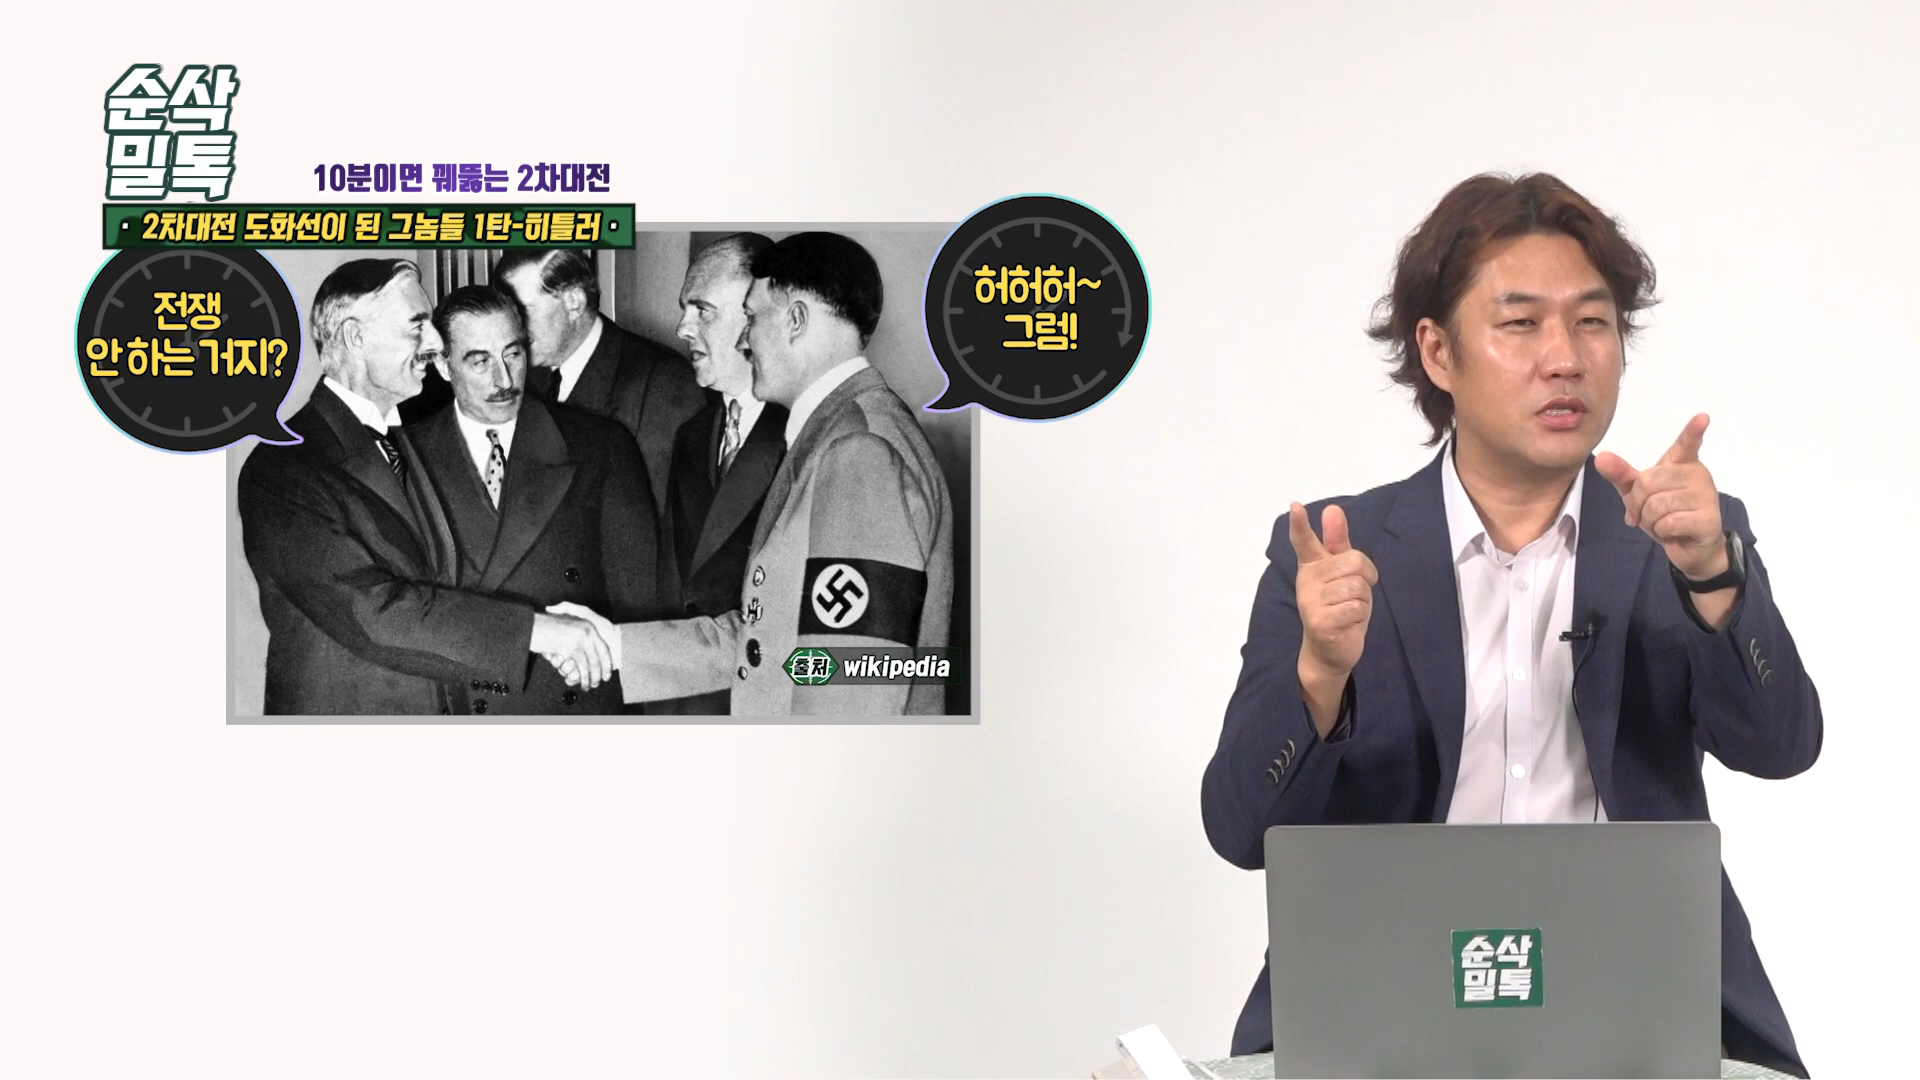 순삭
밀톡
10분이면 꿰뚫는 2차대전
· 2차대전 도화선이 된 그놈들 1탄-히틀러 ·
전쟁
안 하는 거지?
허허허~
그럼!
출처 wikipedia
순삭
밀톡